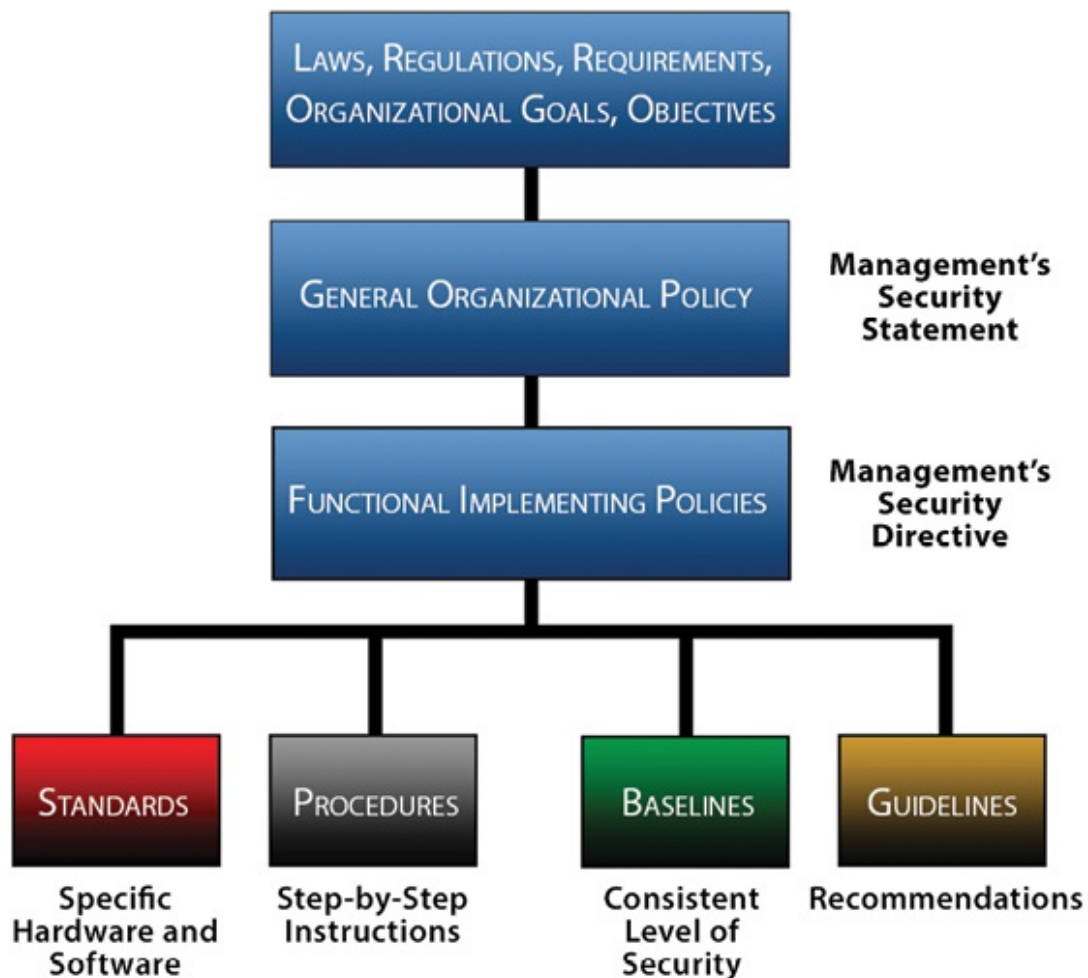 LAWS, REGULATIONS, REQUIREMENTS,
ORGANIZATIONAL GOALS, OBJECTIVES
GENERAL ORGANIZATIONAL POLICY
Management's
Security
Statement
FUNCTIONAL IMPLEMENTING POLICIES
Management's
Security
Directive
STANDARDS
PROCEDURES
BASELINES
GUIDELINES
Specific
Hardware and
Software
Step-by-Step
Instructions
Consistent
Level of
Security
Recommendations